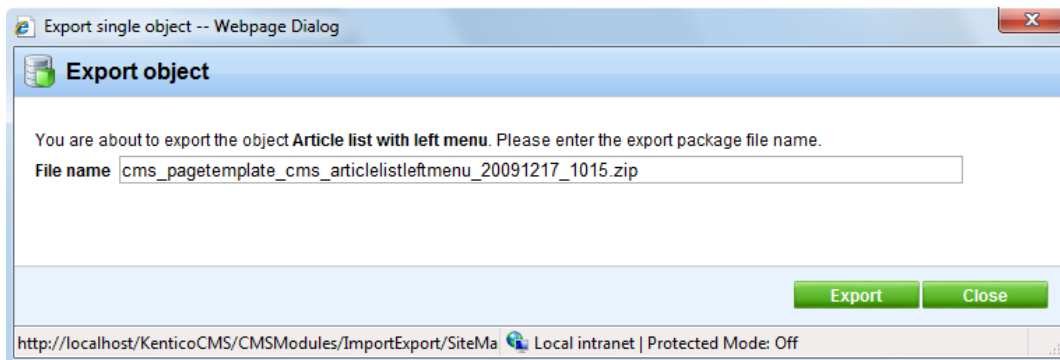 Export single object -- Webpage Dialog
Export object
You are about to export the object Article list with left menu. Please enter the export package file name.
File name cms_pagetemplate_cms_articlelistleftmenu_20091217_1015.zip
Export Close
http://localhost/KenticoCMS/CMSModules/ImportExport/SiteMa Local intranet | Protected Mode: Off